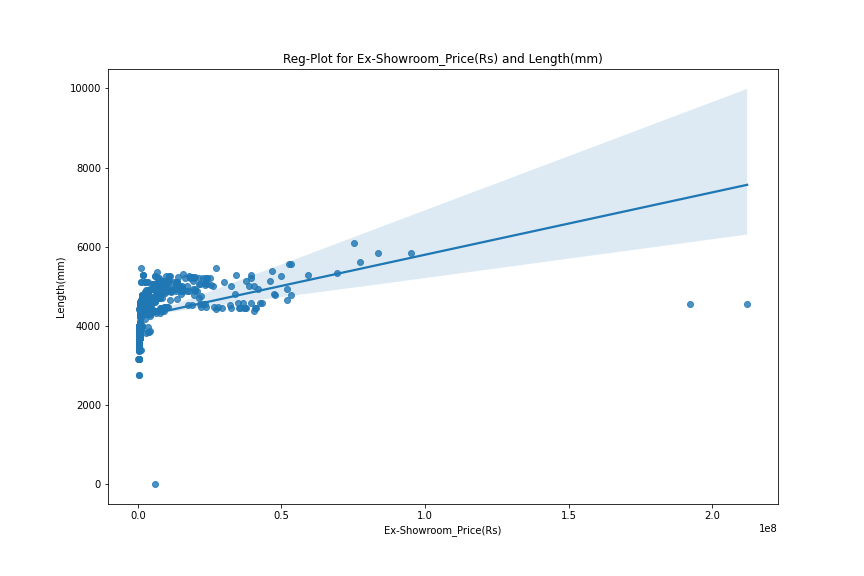 Reg-Plot for Ex-Showroom_Price(Rs) and Length(mm)
10000
8000
6000
4000
2000
0
Length(mm)
0.0 0.5 1.0 1.5 2.0
1e8
Ex-Showroom_Price(Rs)